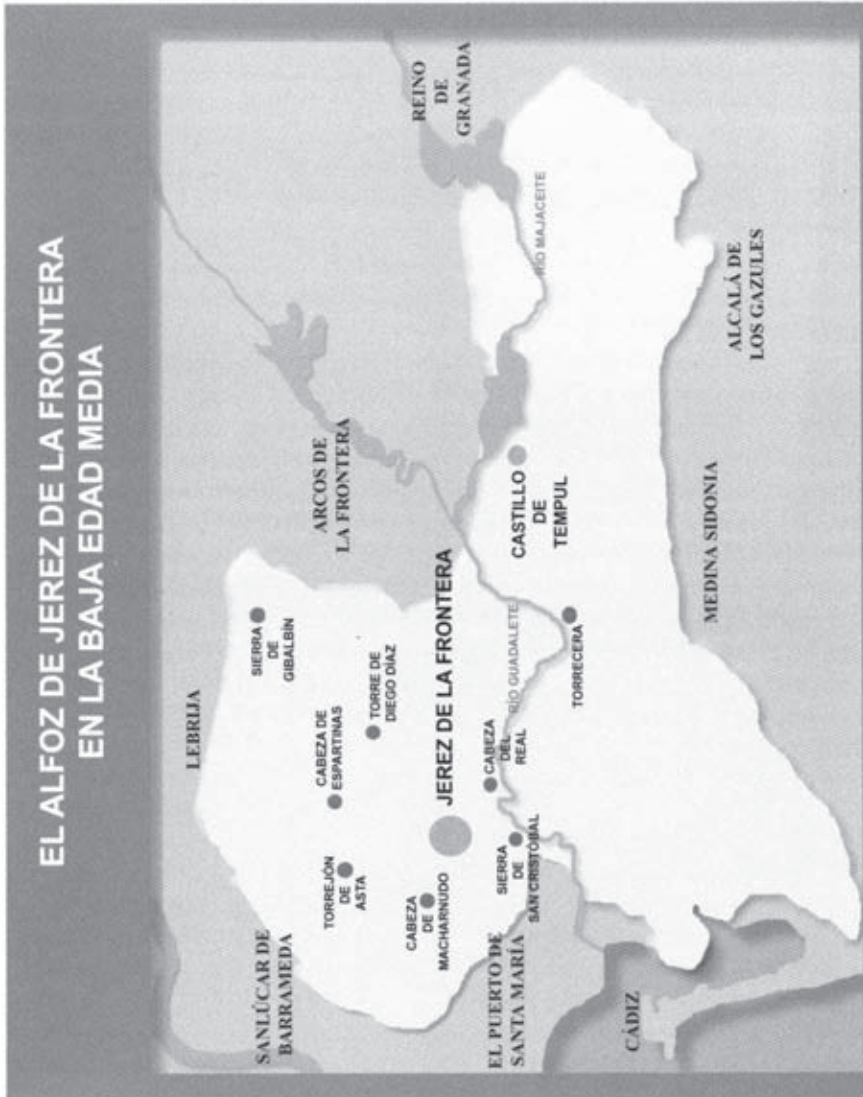 EL ALFOZ DE JEREZ DE LA FRONTERA
EN LA BAJA EDAD MEDIA
LEBRIJA
SANLÚCAR DE
BARRAMEDA
SIERRA
DE
GIBALBÍN
ARCOS DE
LA FRONTERA
REINO
DE
GRANADA
CABEZA DE
ESPARTINAS
TORREJÓN
DE
ASTA
TORRE DE
DIEGO DÍAZ
CABEZA
DE
MACHARNUDO
JEREZ DE LA FRONTERA
CABEZA
DEL
REAL
RÍO GUADALETE
RÍO MAJACEITE
CASTILLO
DE
TEMPUL
EL PUERTO DE
SANTA MARÍA
SIERRA
DE
SAN CRISTÓBAL
TORRECERA
CÁDIZ
MEDINA SIDONIA
ALCALÁ DE
LOS GAZULES